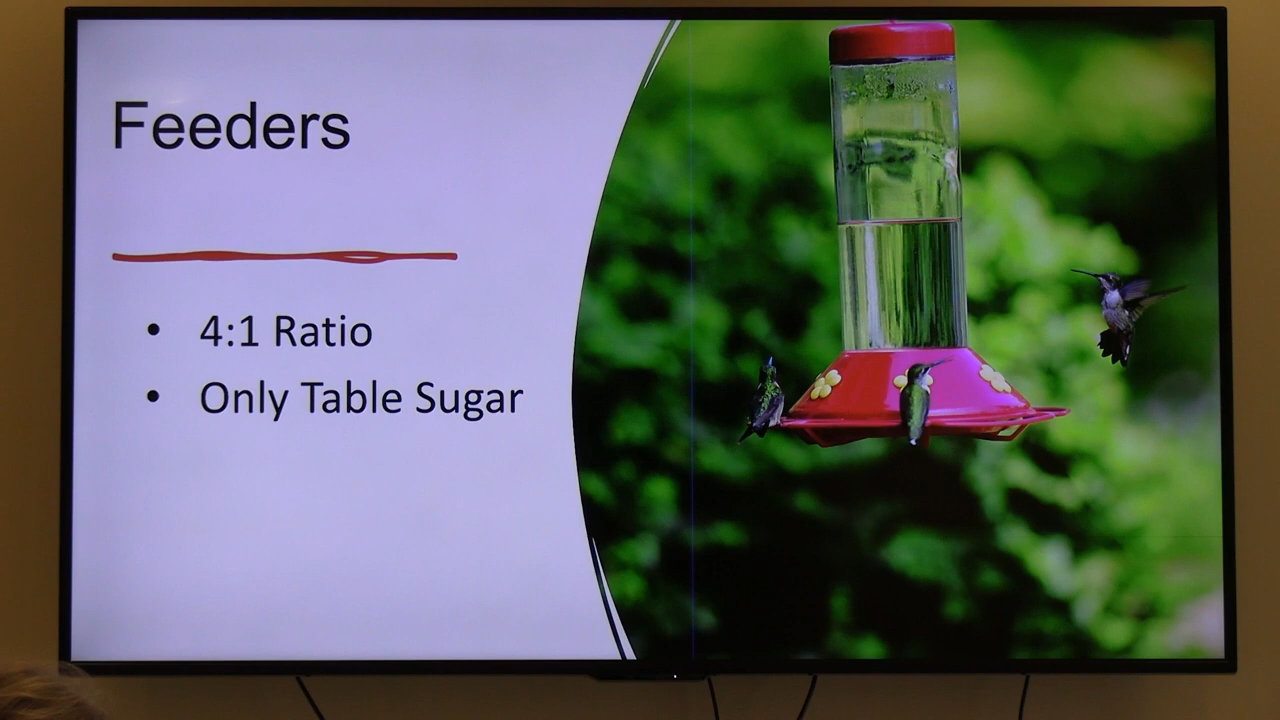 Feeders
• 4:1 Ratio
• Only Table Sugar